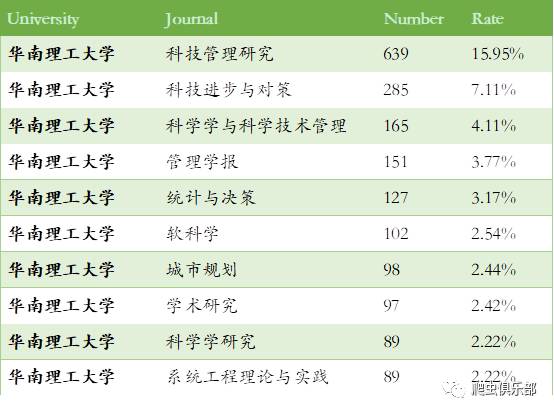 University Journal Number Rate
华南理工大学 科技管理研究 639 15.95%
华南理工大学 科技进步与对策 285 7.11%
华南理工大学 科学学与科学技术管理 165 4.11%
华南理工大学 管理学报 151 3.77%
华南理工大学 统计与决策 127 3.17%
华南理工大学 软科学 102 2.54%
华南理工大学 城市规划 98 2.44%
华南理工大学 学术研究 97 2.42%
华南理工大学 科学学研究 89 2.22%
华南理工大学 系统工程理论与实践 89 2.22%
爬虫俱乐部